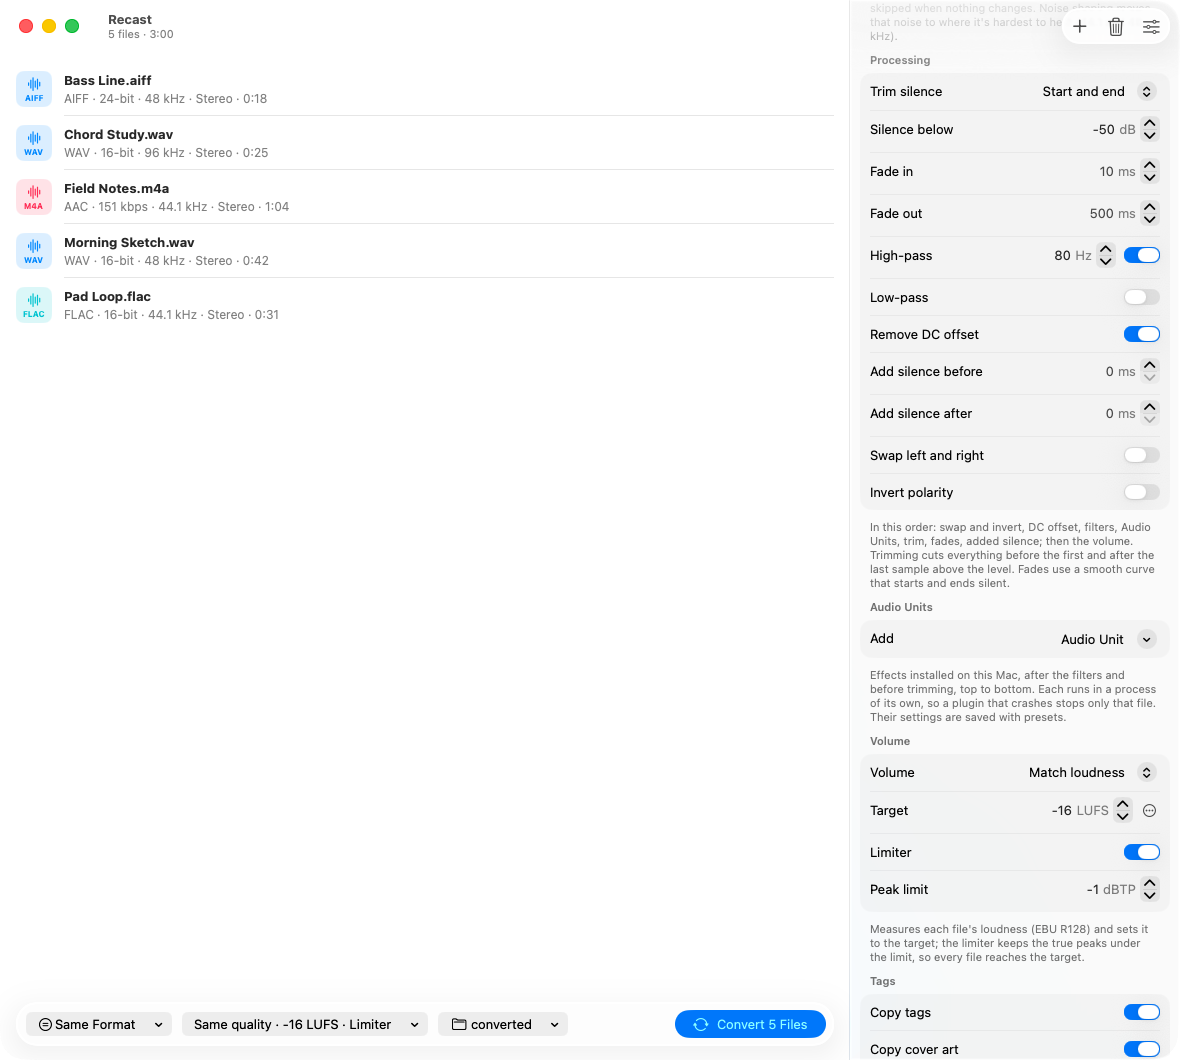 Recast
5 files · 3:00
AIFF
Bass Line.aiff
AIFF · 24-bit · 48 kHz · Stereo · 0:18
WAV
Chord Study.wav
WAV · 16-bit · 96 kHz · Stereo · 0:25
M4A
Field Notes.m4a
AAC · 151 kbps · 44.1 kHz · Stereo · 1:04
WAV
Morning Sketch.wav
WAV · 16-bit · 48 kHz · Stereo · 0:42
FLAC
Pad Loop.flac
FLAC · 16-bit · 44.1 kHz · Stereo · 0:31
Same Format
Same quality · -16 LUFS · Limiter
converted
Convert 5 Files
skipped when nothing changes. Noise shaping moves
that noise to where it's hardest to
kHz).
Processing
Trim silence Start and end
Silence below -50 dB
Fade in 10 ms
Fade out 500 ms
High-pass 80 Hz
Low-pass
Remove DC offset
Add silence before 0 ms
Add silence after 0 ms
Swap left and right
Invert polarity
In this order: swap and invert, DC offset, filters, Audio
Units, trim, fades, added silence; then the volume.
Trimming cuts everything before the first and after the
last sample above the level. Fades use a smooth curve
that starts and ends silent.
Audio Units
Add Audio Unit
Effects installed on this Mac, after the filters and
before trimming, top to bottom. Each runs in a process
of its own, so a plugin that crashes stops only that file.
Their settings are saved with presets.
Volume
Volume Match loudness
Target -16 LUFS
Limiter
Peak limit -1 dBTP
Measures each file's loudness (EBU R128) and sets it
to the target; the limiter keeps the true peaks under
the limit, so every file reaches the target.
Tags
Copy tags
Copy cover art